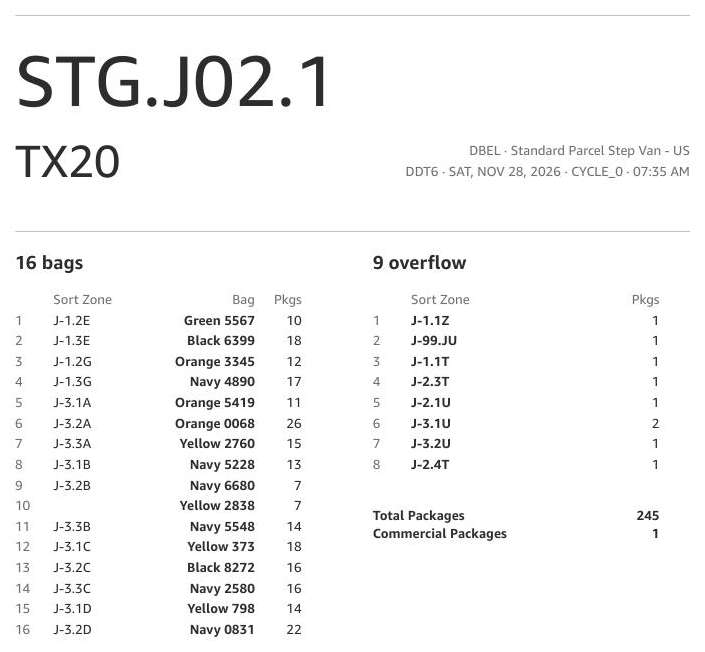 STG.J02.1
TX20
DBEL · Standard Parcel Step Van - US
DDT6 · SAT, NOV 28, 2026 · CYCLE_0 · 07:35 AM
16 bags
Sort Zone Bag Pkgs
1 J-1.2E Green 5567 10
2 J-1.3E Black 6399 18
3 J-1.2G Orange 3345 12
4 J-1.3G Navy 4890 17
5 J-3.1A Orange 5419 11
6 J-3.2A Orange 0068 26
7 J-3.3A Yellow 2760 15
8 J-3.1B Navy 5228 13
9 J-3.2B Navy 6680 7
10 Yellow 2838 7
11 J-3.3B Navy 5548 14
12 J-3.1C Yellow 373 18
13 J-3.2C Black 8272 16
14 J-3.3C Navy 2580 16
15 J-3.1D Yellow 798 14
16 J-3.2D Navy 0831 22
9 overflow
Sort Zone Pkgs
1 J-1.1Z 1
2 J-99.JU 1
3 J-1.1T 1
4 J-2.3T 1
5 J-2.1U 1
6 J-3.1U 2
7 J-3.2U 1
8 J-2.4T 1
Total Packages 245
Commercial Packages 1